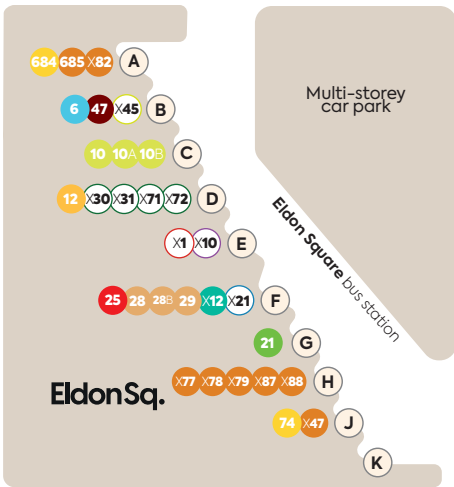 684 685 X82 A
Multi-storey
car park
6 47 X45 B
10 10A 10B C
12 X30 X31 X71 X72 D
Eldon Square bus station
X1 X10 E
25 28 28B 29 X12 X21 F
21 G
X77 X78 X79 X87 X88 H
Eldon Sq.
74 X47 J
K